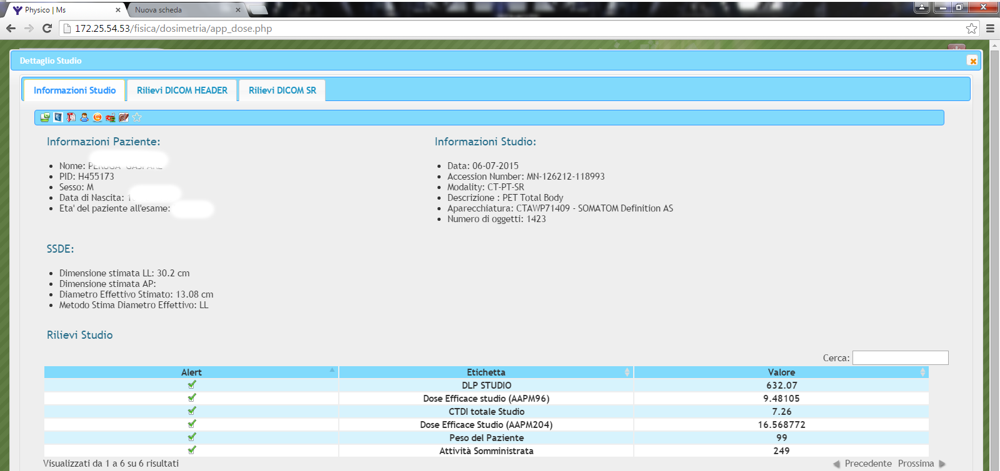 Physico | Ms
Nuova scheda
172.25.54.53/fisica/dosimetria/app_dose.php
Dettaglio Studio
Informazioni Studio
Rilievi DICOM HEADER
Rilievi DICOM SR
Informazioni Paziente:
Nome:
PID: H455173
Sesso: M
Data di Nascita:
Eta' del paziente all'esame:
Informazioni Studio:
Data: 06-07-2015
Accession Number: MN-126212-118993
Modality: CT-PT-SR
Descrizione : PET Total Body
Aparecchiatura: CTAWP71409 - SOMATOM Definition AS
Numero di oggetti: 1423
SSDE:
Dimensione stimata LL: 30.2 cm
Dimensione stimata AP:
Diametro Effettivo Stimato: 13.08 cm
Metodo Stima Diametro Effettivo: LL
Rilievi Studio
Cerca:
Alert Etichetta Valore
DLP STUDIO 632.07
Dose Efficace studio (AAPM96) 9.48105
CTDI totale Studio 7.26
Dose Efficace Studio (AAPM204) 16.568772
Peso del Paziente 99
Attività Somministrata 249
Visualizzati da 1 a 6 su 6 risultati
Precedente Prossima